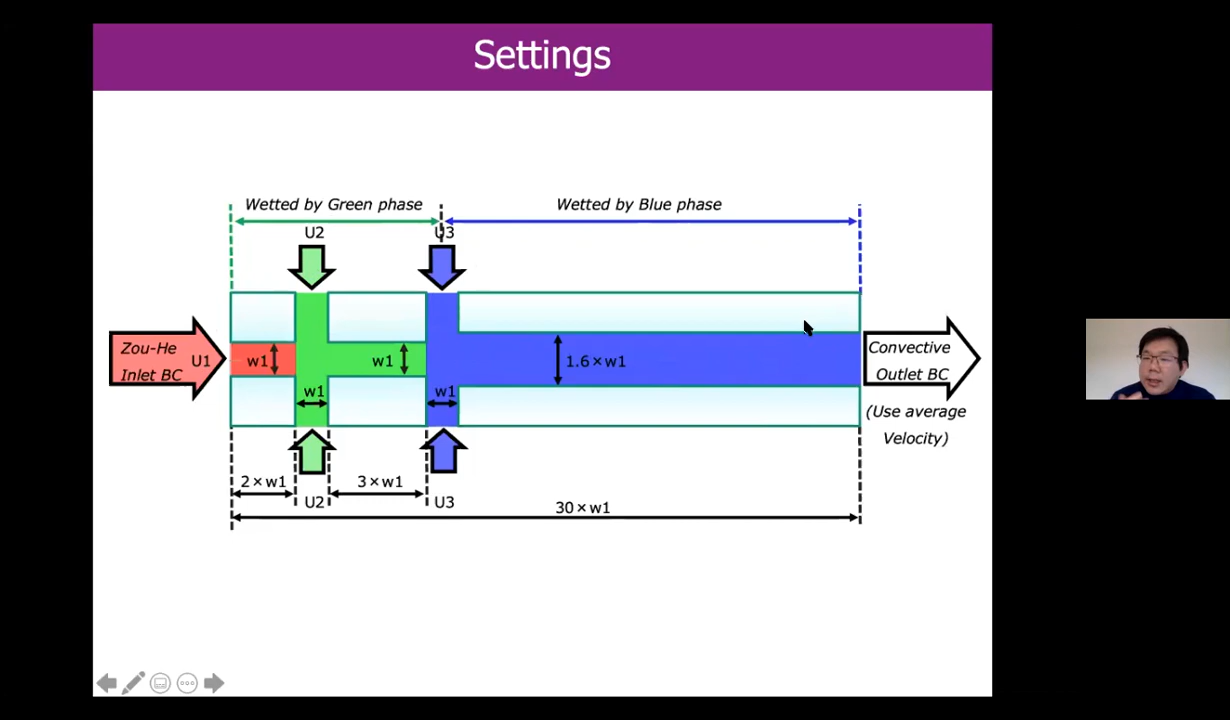 Settings
Wetted by Green phase
Wetted by Blue phase
U2
U3
Zou-He
Inlet BC
U1
w1
w1
1.6×w1
w1
w1
Convective
Outlet BC
(Use average
Velocity)
2×w1
3×w1
U2
U3
30×w1